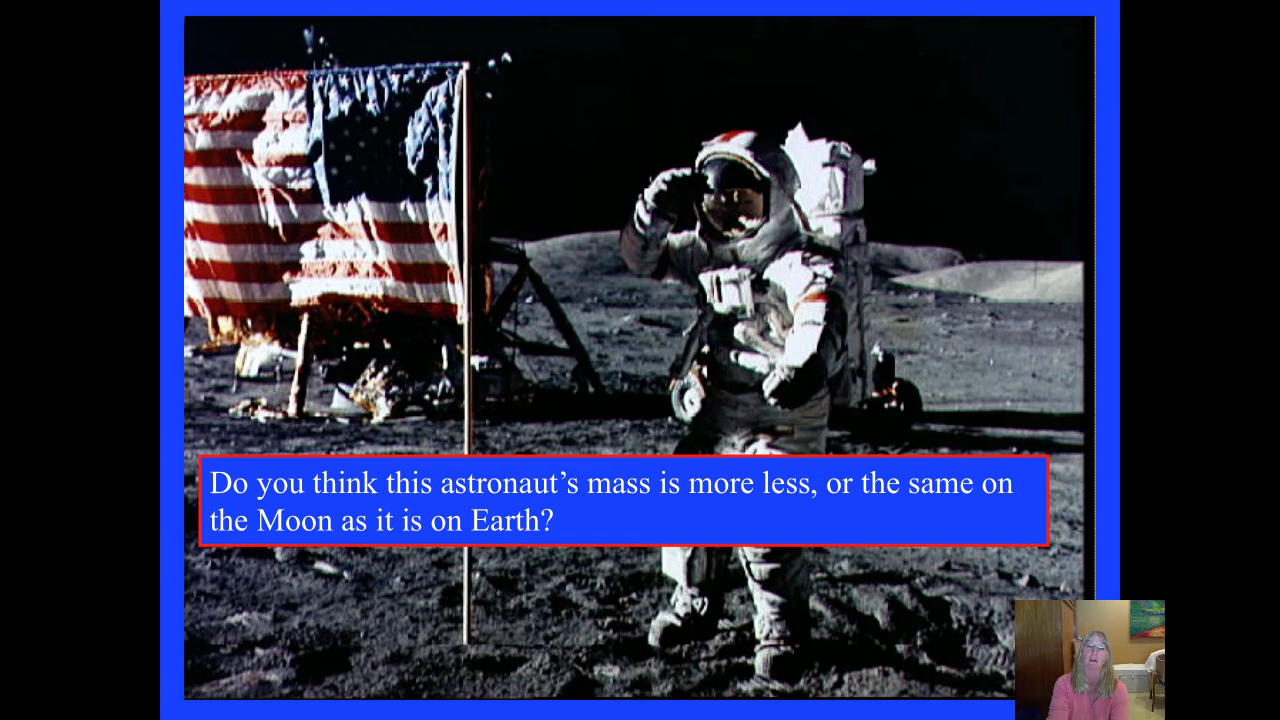 Do you think this astronaut’s mass is more less, or the same on
the Moon as it is on Earth?